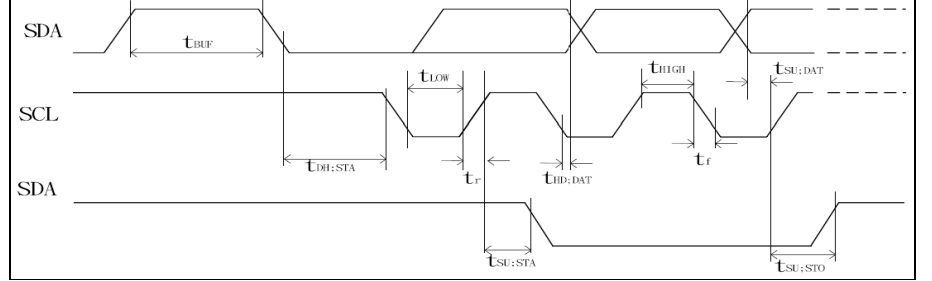 SDA
tBUF
tLOW
tHIGH
tSU;DAT
SCL
tDH;STA
tr
tHD;DAT
tf
SDA
tSU;STA
tSU;STO